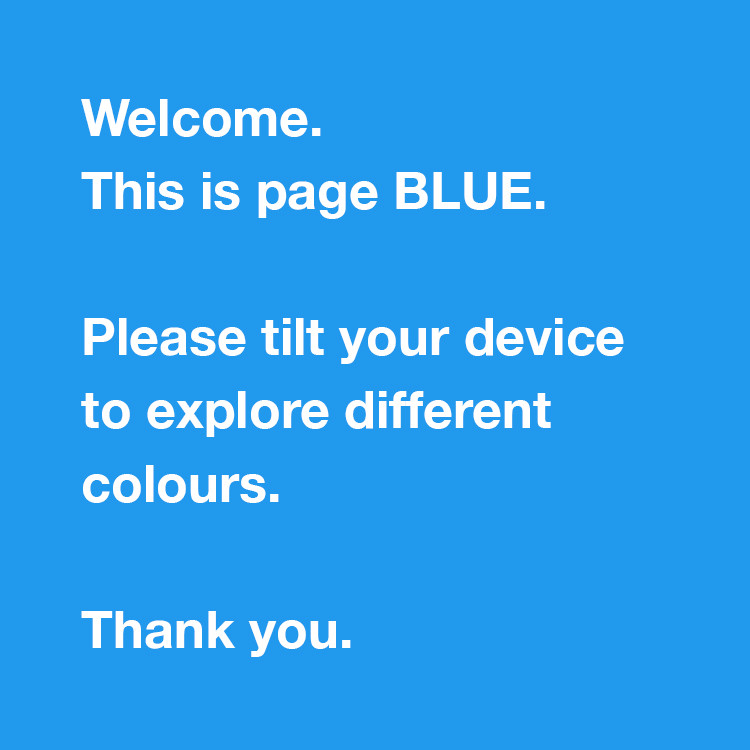 Welcome.
This is page BLUE.
Please tilt your device
to explore different
colours.
Thank you.